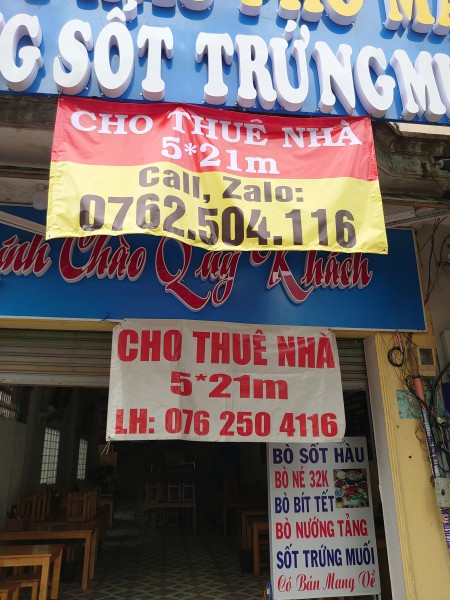 G SỐT TRỨNG
CHO THUÊ NHÀ
5*21m
Call, Zalo:
0762.504.116
Kính Chào Quý Khách
CHO THUÊ NHÀ
5*21m
LH: 076 250 4116
BÒ SỐT HÀU
BÒ NÉ 32K
BÒ BÍT TẾT
BÒ NƯỚNG TẢNG
SỐT TRỨNG MUỐI
Có Bán Mang Về